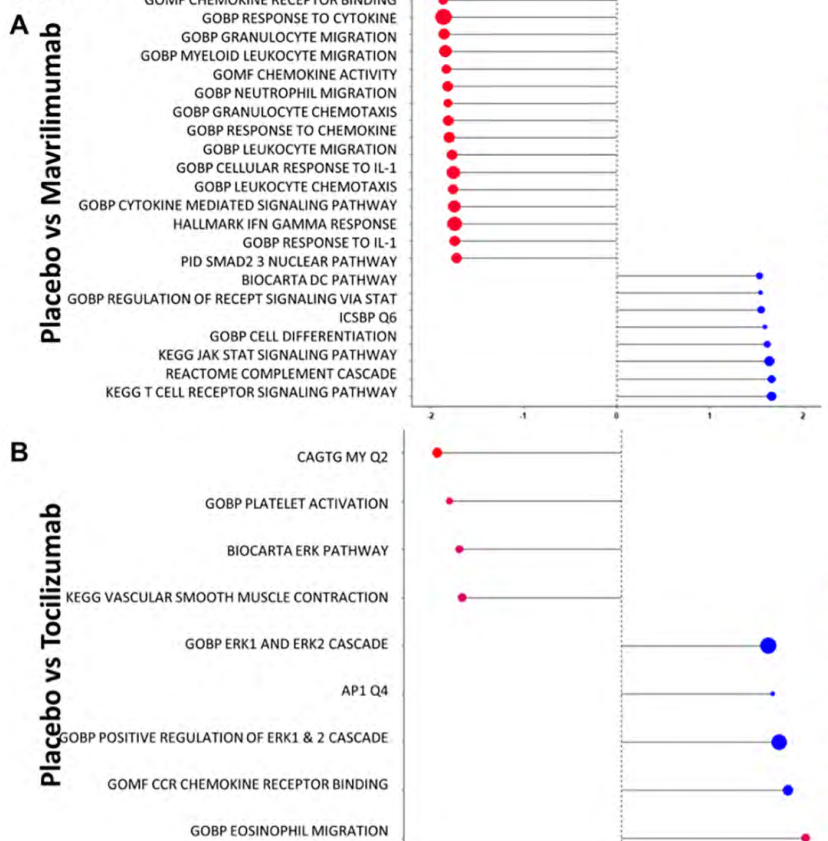 GOMF CHEMOKINE RECEPTOR BINDING
A
GOBP RESPONSE TO CYTOKINE
GOBP GRANULOCYTE MIGRATION
GOBP MYELOID LEUKOCYTE MIGRATION
GOMF CHEMOKINE ACTIVITY
GOBP NEUTROPHIL MIGRATION
GOBP GRANULOCYTE CHEMOTAXIS
GOBP RESPONSE TO CHEMOKINE
GOBP LEUKOCYTE MIGRATION
GOBP CELLULAR RESPONSE TO IL-1
GOBP LEUKOCYTE CHEMOTAXIS
GOBP CYTOKINE MEDIATED SIGNALING PATHWAY
HALLMARK IFN GAMMA RESPONSE
GOBP RESPONSE TO IL-1
PID SMAD2 3 NUCLEAR PATHWAY
BIOCARTA DC PATHWAY
GOBP REGULATION OF RECEPT SIGNALING VIA STAT
ICSBP Q6
GOBP CELL DIFFERENTIATION
KEGG JAK STAT SIGNALING PATHWAY
REACTOME COMPLEMENT CASCADE
KEGG T CELL RECEPTOR SIGNALING PATHWAY
Placebo vs Mavrilimumab
-2 -1 0 1 2
B
CAGTG MY Q2
GOBP PLATELET ACTIVATION
BIOCARTA ERK PATHWAY
KEGG VASCULAR SMOOTH MUSCLE CONTRACTION
GOBP ERK1 AND ERK2 CASCADE
AP1 Q4
GOBP POSITIVE REGULATION OF ERK1 & 2 CASCADE
GOMF CCR CHEMOKINE RECEPTOR BINDING
GOBP EOSINOPHIL MIGRATION
Placebo vs Tocilizumab